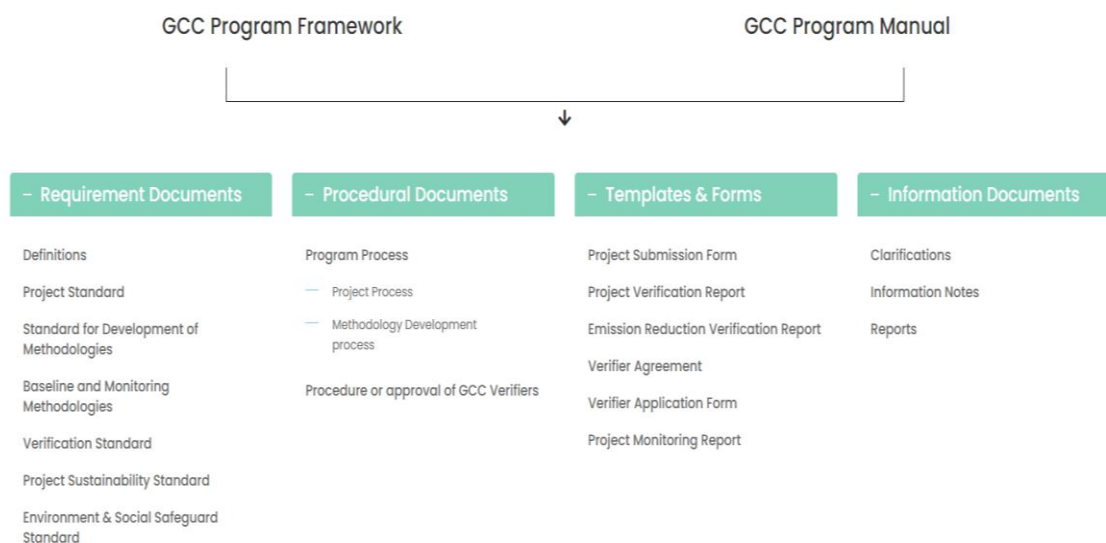 GCC Program Framework
GCC Program Manual
– Requirement Documents
Definitions
Project Standard
Standard for Development of
Methodologies
Baseline and Monitoring
Methodologies
Verification Standard
Project Sustainability Standard
Environment & Social Safeguard
Standard
– Procedural Documents
Program Process
— Project Process
— Methodology Development
process
Procedure or approval of GCC Verifiers
– Templates & Forms
Project Submission Form
Project Verification Report
Emission Reduction Verification Report
Verifier Agreement
Verifier Application Form
Project Monitoring Report
– Information Documents
Clarifications
Information Notes
Reports